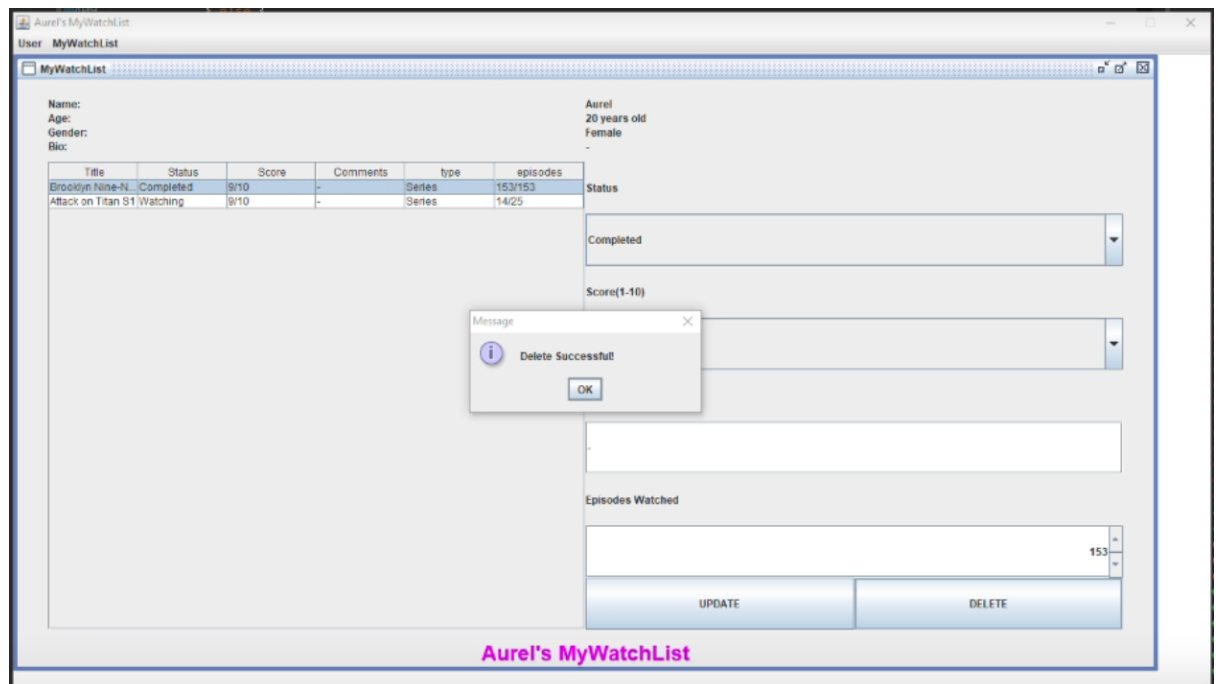 Aurel's MyWatchList
User MyWatchList
MyWatchList
Name: Aurel
Age: 20 years old
Gender: Female
Bio: -
Title Status Score Comments type episodes
Brooklyn Nine-N... Completed 9/10 - Series 153/153
Attack on Titan S1 Watching 9/10 - Series 14/25
Status
Completed
Score(1-10)
Message
Delete Successful!
OK
-
Episodes Watched
153
UPDATE DELETE
Aurel's MyWatchList